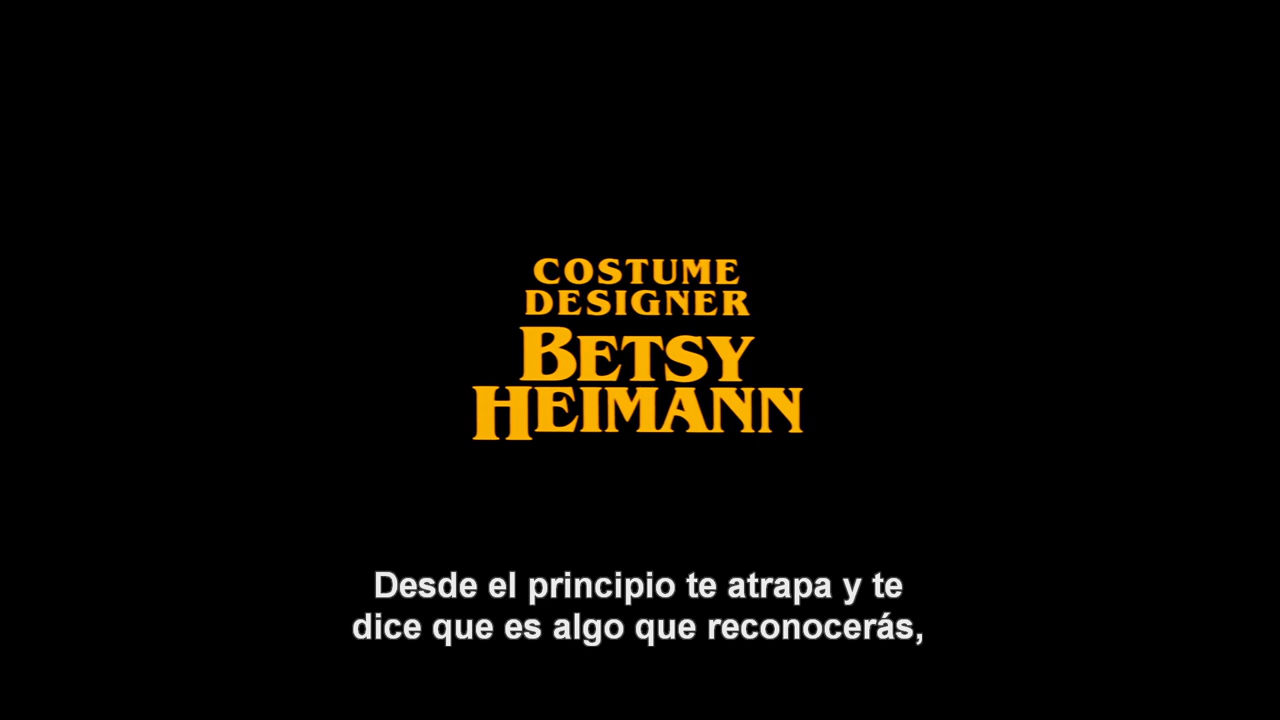 COSTUME
DESIGNER
BETSY
HEIMANN
Desde el principio te atrapa y te
dice que es algo que reconocerás,